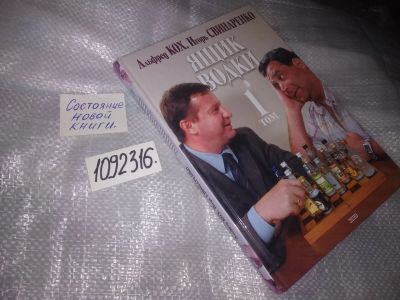 Альфред КОХ, Игорь СВИНАРЕНКО
ЯЩИК
ВОДКИ
1
ТОМ
Состояние
новой
книги.
1092316.